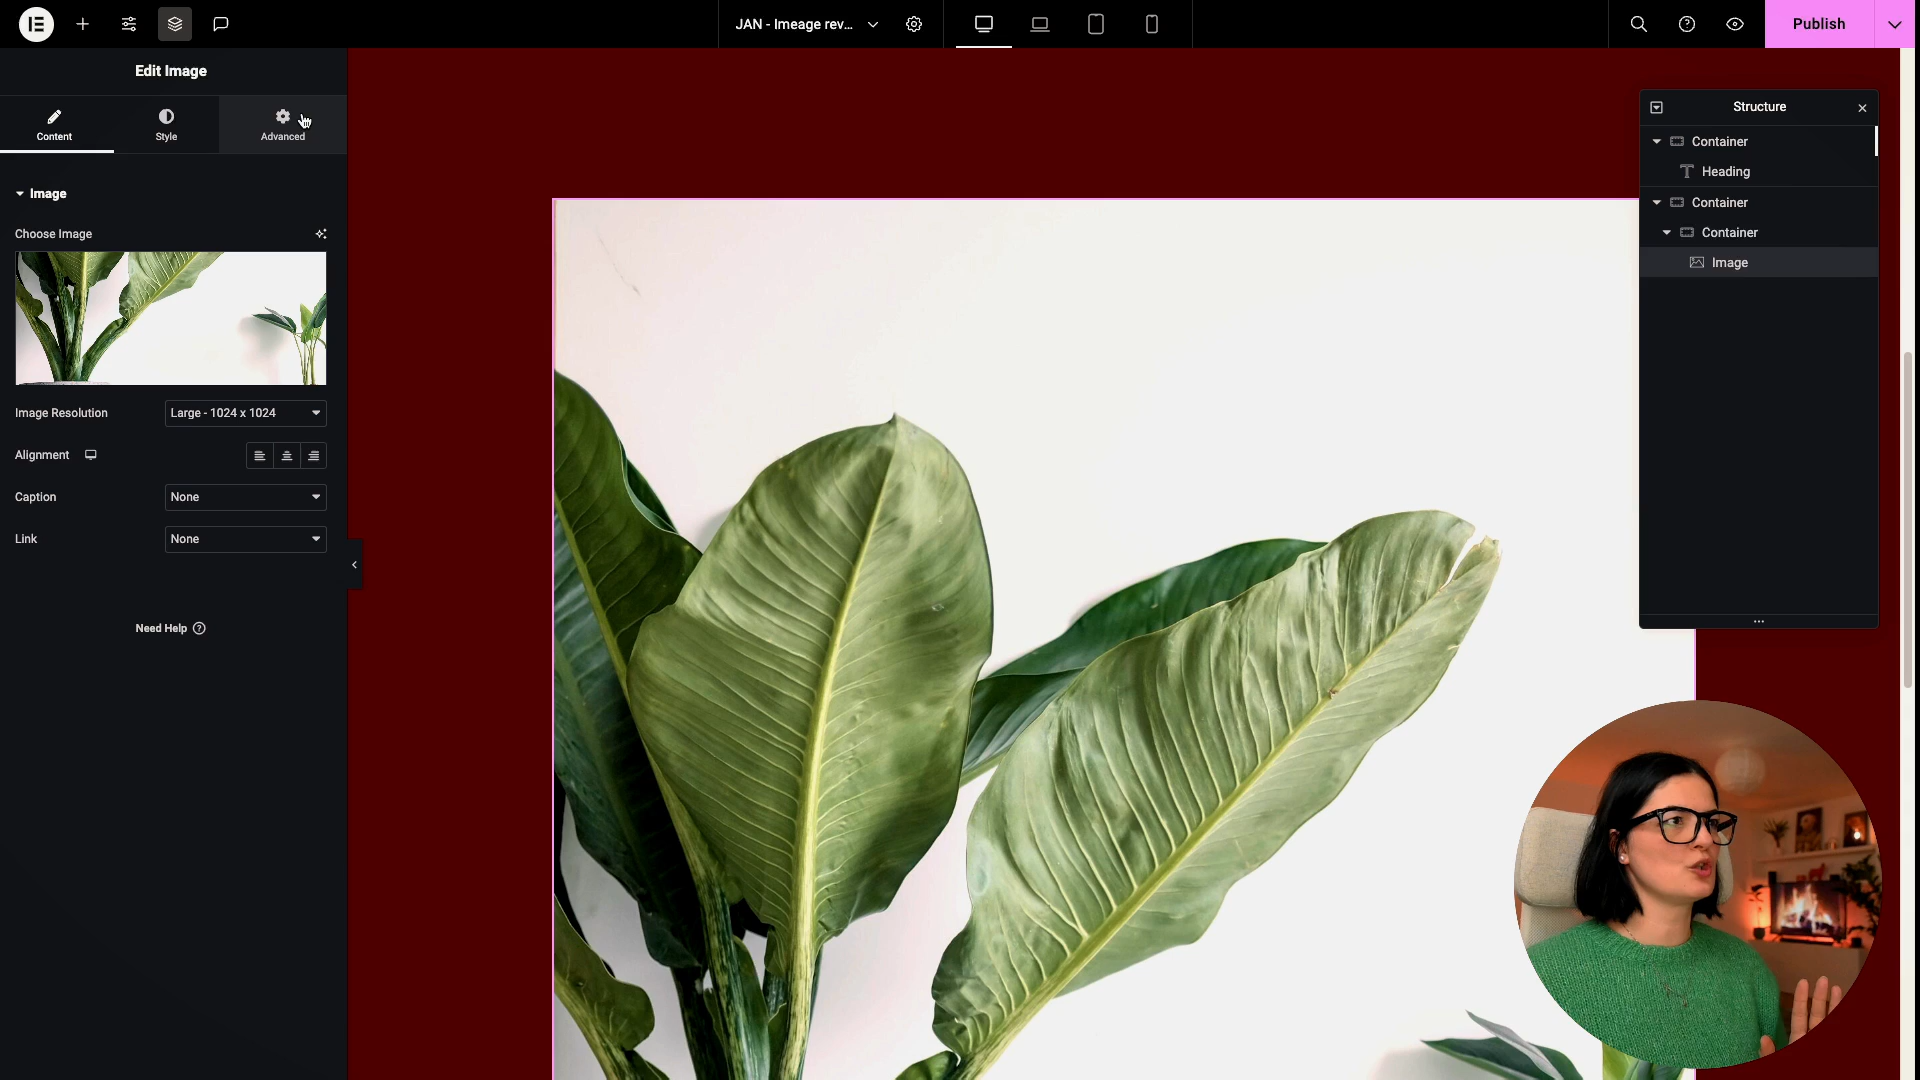 JAN - Imeage rev...
Publish
Edit Image
Content
Style
Advanced
Image
Choose Image
Image Resolution
Large - 1024 x 1024
Alignment
Caption
None
Link
None
Need Help
Structure
Container
Heading
Container
Container
Image